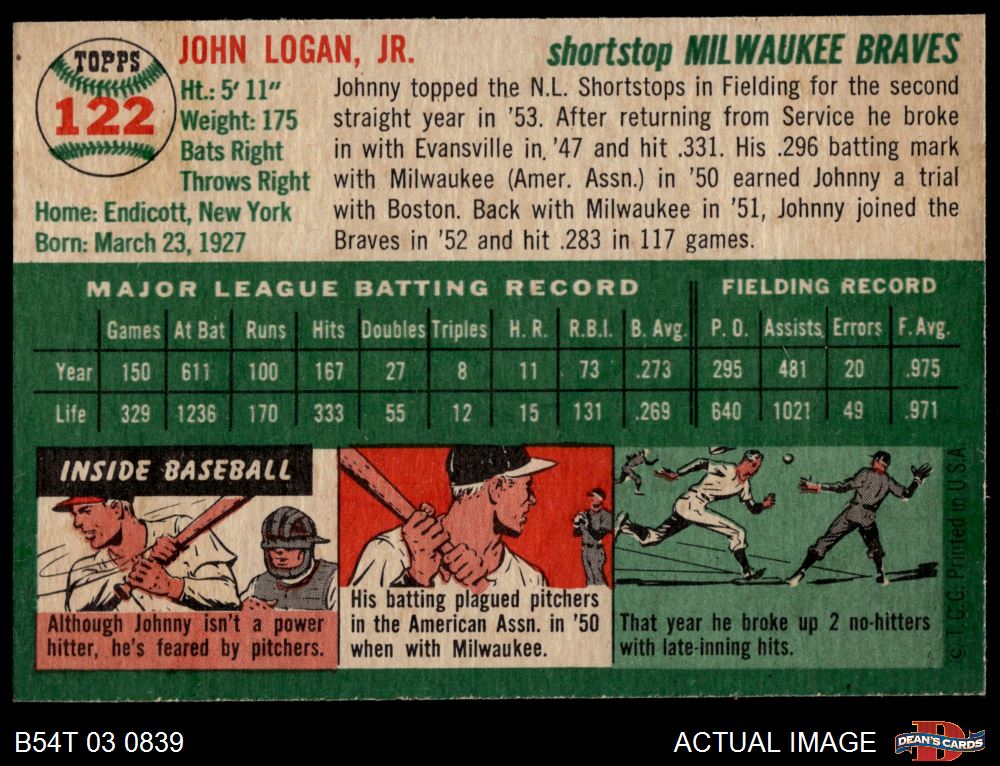 TOPPS
122
JOHN LOGAN, JR.
shortstop MILWAUKEE BRAVES
Ht.: 5' 11"
Weight: 175
Bats Right
Throws Right
Home: Endicott, New York
Born: March 23, 1927
Johnny topped the N.L. Shortstops in Fielding for the second
straight year in '53. After returning from Service he broke
in with Evansville in '47 and hit .331. His .296 batting mark
with Milwaukee (Amer. Assn.) in '50 earned Johnny a trial
with Boston. Back with Milwaukee in '51, Johnny joined the
Braves in '52 and hit .283 in 117 games.
MAJOR LEAGUE BATTING RECORD FIELDING RECORD
Games At Bat Runs Hits Doubles Triples H. R. R.B.I. B. Avg. P. O. Assists Errors F. Avg.
Year 150 611 100 167 27 8 11 73 .273 295 481 20 .975
Life 329 1236 170 333 55 12 15 131 .269 640 1021 49 .971
INSIDE BASEBALL
Although Johnny isn't a power
hitter, he's feared by pitchers.
His batting plagued pitchers
in the American Assn. in '50
when with Milwaukee.
That year he broke up 2 no-hitters
with late-inning hits.
© T.C.G. Printed in U.S.A.
B54T 03 0839
ACTUAL IMAGE
DEAN'S CARDS